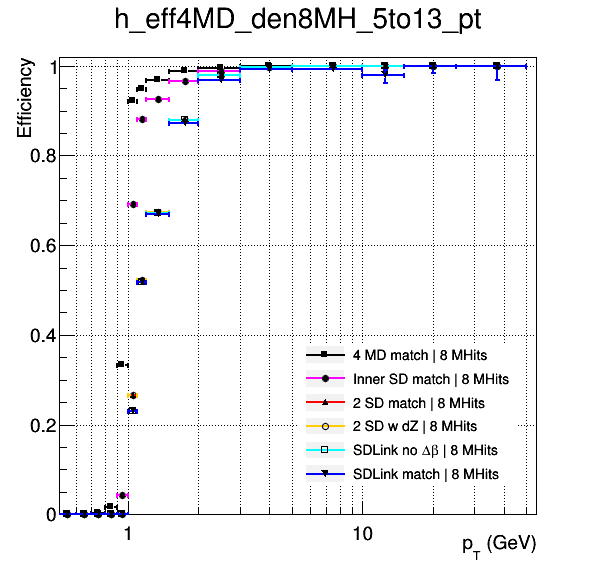 h_eff4MD_den8MH_5to13_pt
Efficiency
1
0.8
0.6
0.4
0.2
0
4 MD match | 8 MHits
Inner SD match | 8 MHits
2 SD match | 8 MHits
2 SD w dZ | 8 MHits
SDLink no Δβ | 8 MHits
SDLink match | 8 MHits
1
10
p_T (GeV)